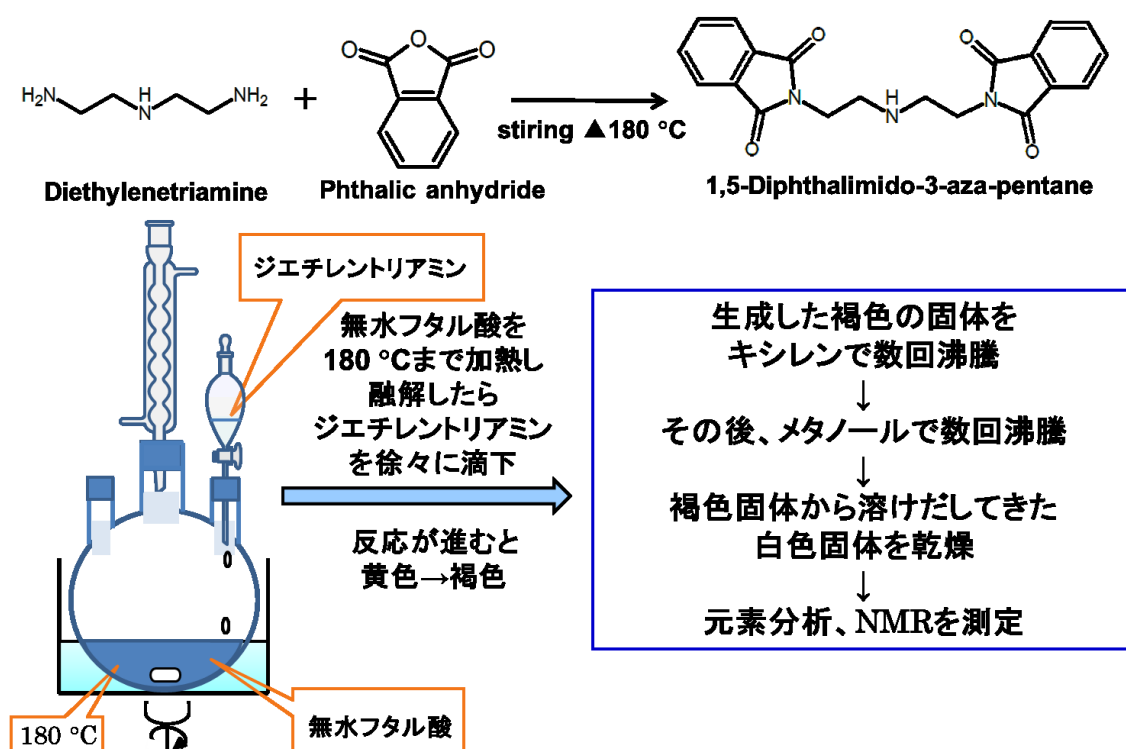 H₂N
H
N
NH₂
+
O
O
O
stiring ▲180 °C
O
N
O
N
H
O
N
O
Diethylenetriamine
Phthalic anhydride
1,5-Diphthalimido-3-aza-pentane
ジエチレントリアミン
無水フタル酸を
180 °Cまで加熱し
融解したら
ジエチレントリアミン
を徐々に滴下
反応が進むと
黄色→褐色
180 °C
無水フタル酸
生成した褐色の固体を
キシレンで数回沸騰
↓
その後、メタノールで数回沸騰
↓
褐色固体から溶けだしてきた
白色固体を乾燥
↓
元素分析、NMRを測定